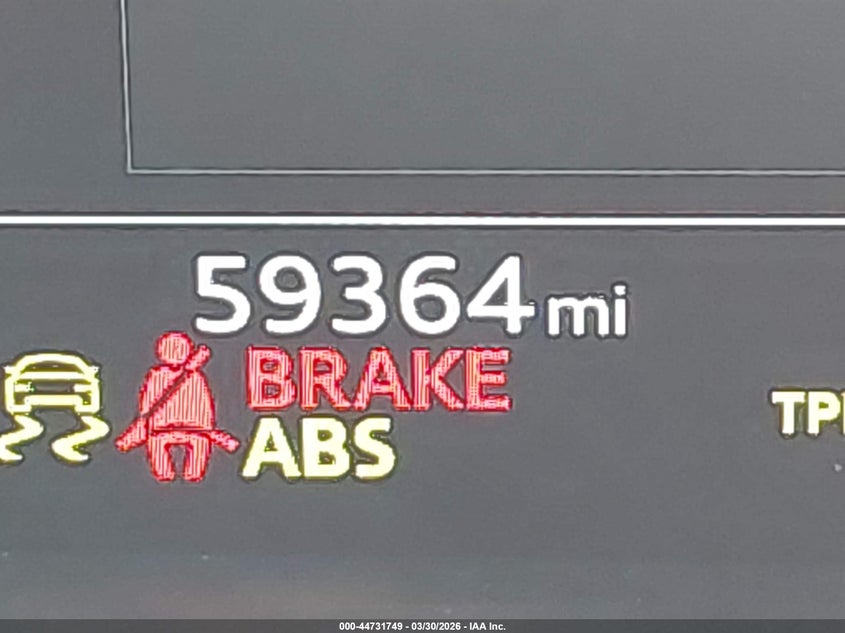 59364 mi
BRAKE
ABS
000-44731749 - 03/30/2026 - IAA Inc.